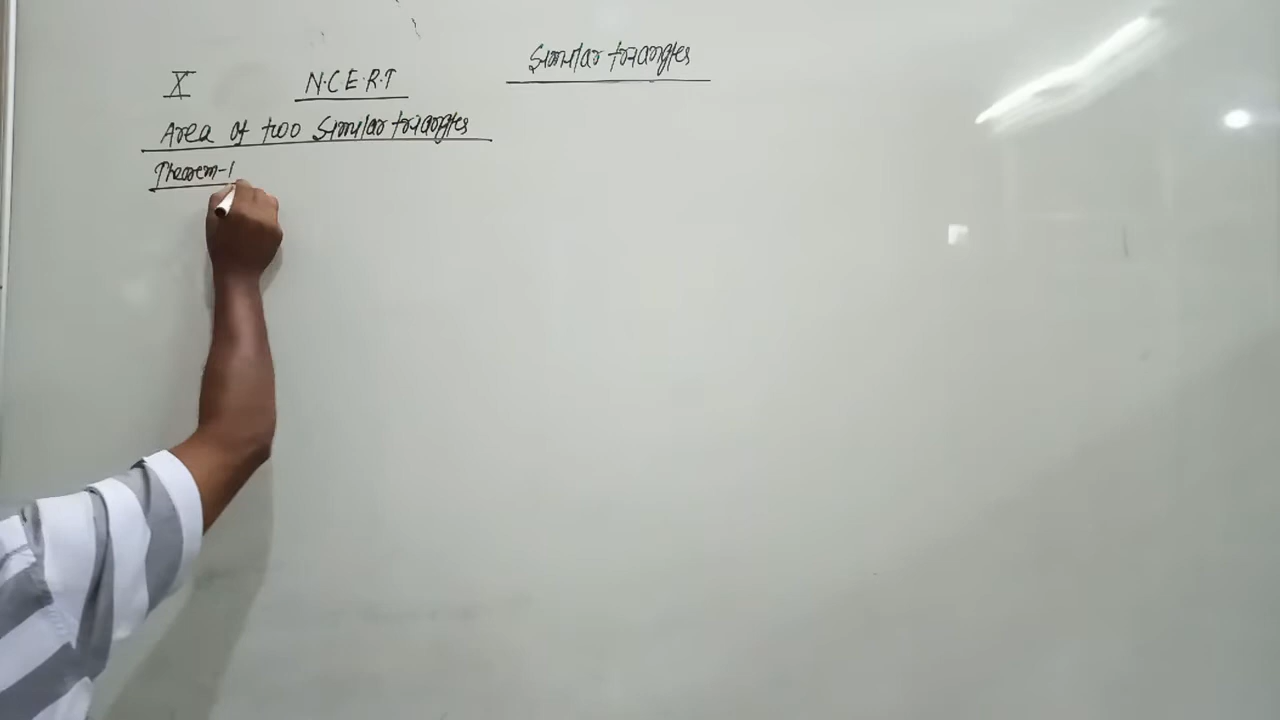 Similar triangles
X N.C.E.R.T
Area of two Similar triangles
Theorem-1